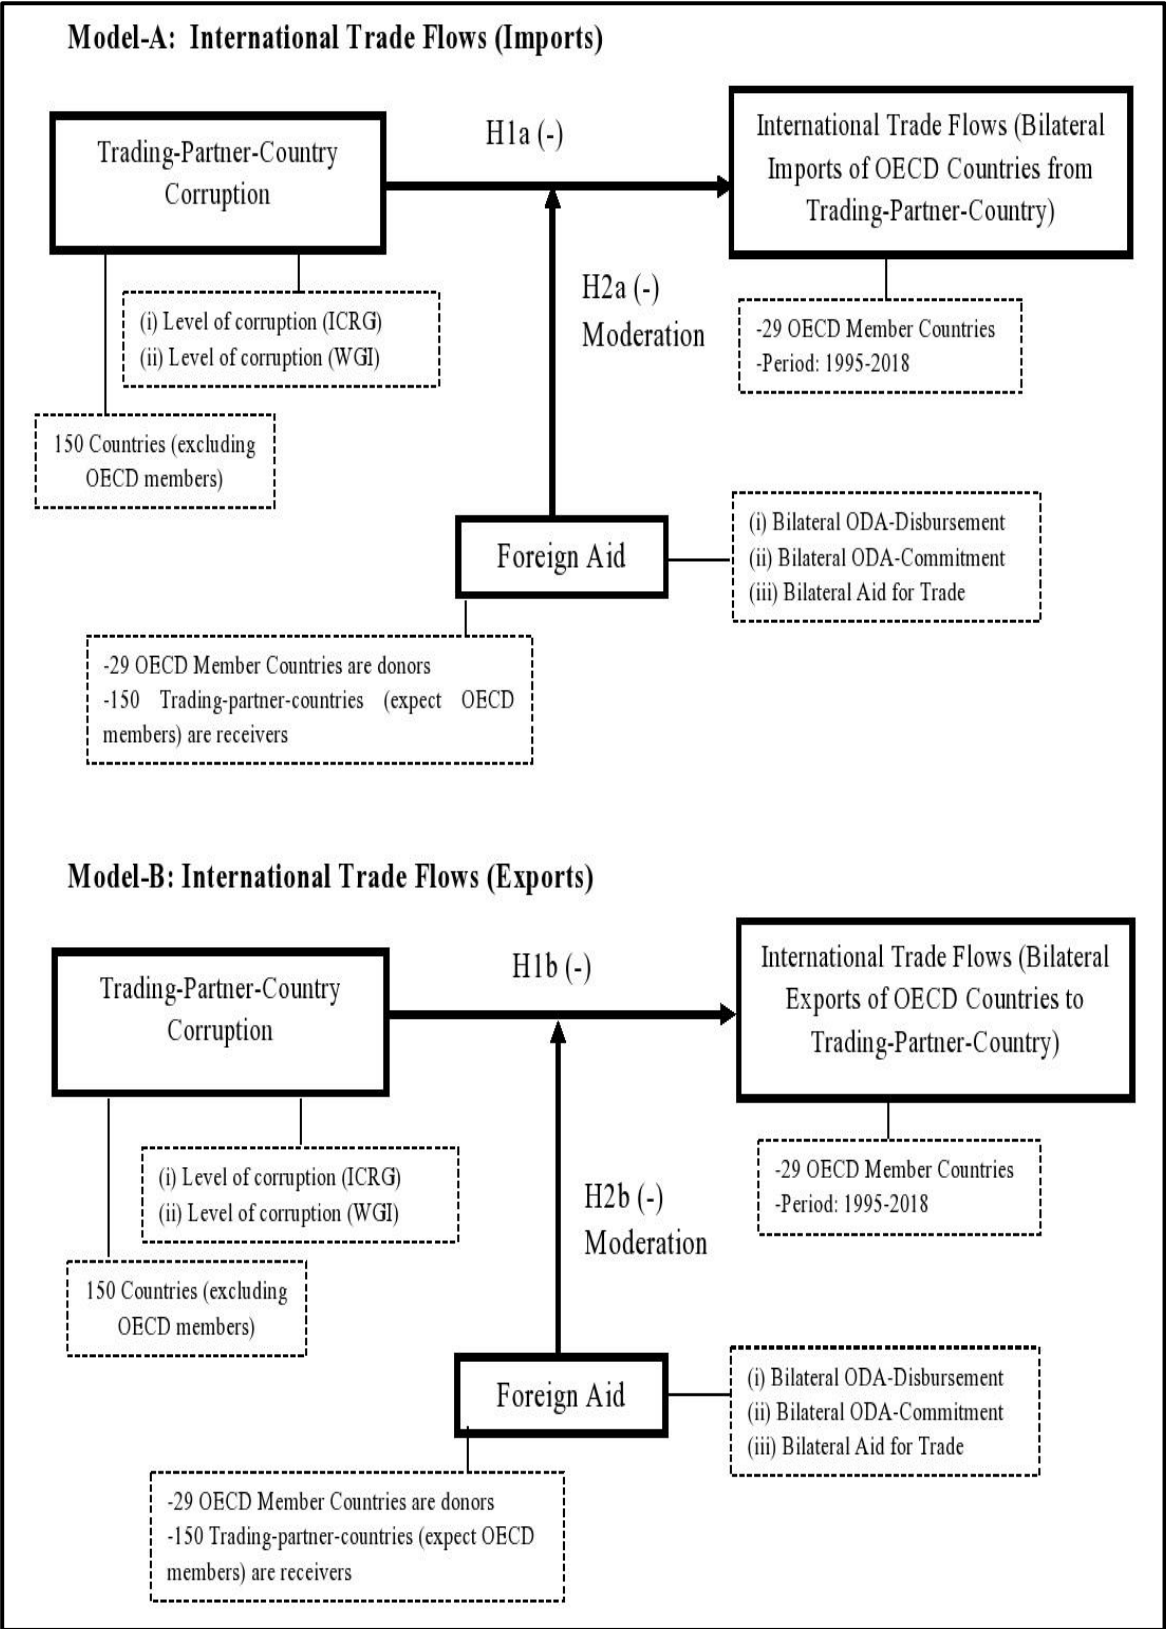 Model-A: International Trade Flows (Imports)
Trading-Partner-Country
Corruption
H1a (-)
International Trade Flows (Bilateral
Imports of OECD Countries from
Trading-Partner-Country)
(i) Level of corruption (ICRG)
(ii) Level of corruption (WGI)
H2a (-)
Moderation
-29 OECD Member Countries
-Period: 1995-2018
150 Countries (excluding
OECD members)
Foreign Aid
(i) Bilateral ODA-Disbursement
(ii) Bilateral ODA-Commitment
(iii) Bilateral Aid for Trade
-29 OECD Member Countries are donors
-150 Trading-partner-countries (expect OECD
members) are receivers
Model-B: International Trade Flows (Exports)
Trading-Partner-Country
Corruption
H1b (-)
International Trade Flows (Bilateral
Exports of OECD Countries to
Trading-Partner-Country)
(i) Level of corruption (ICRG)
(ii) Level of corruption (WGI)
H2b (-)
Moderation
-29 OECD Member Countries
-Period: 1995-2018
150 Countries (excluding
OECD members)
Foreign Aid
(i) Bilateral ODA-Disbursement
(ii) Bilateral ODA-Commitment
(iii) Bilateral Aid for Trade
-29 OECD Member Countries are donors
-150 Trading-partner-countries (expect OECD
members) are receivers